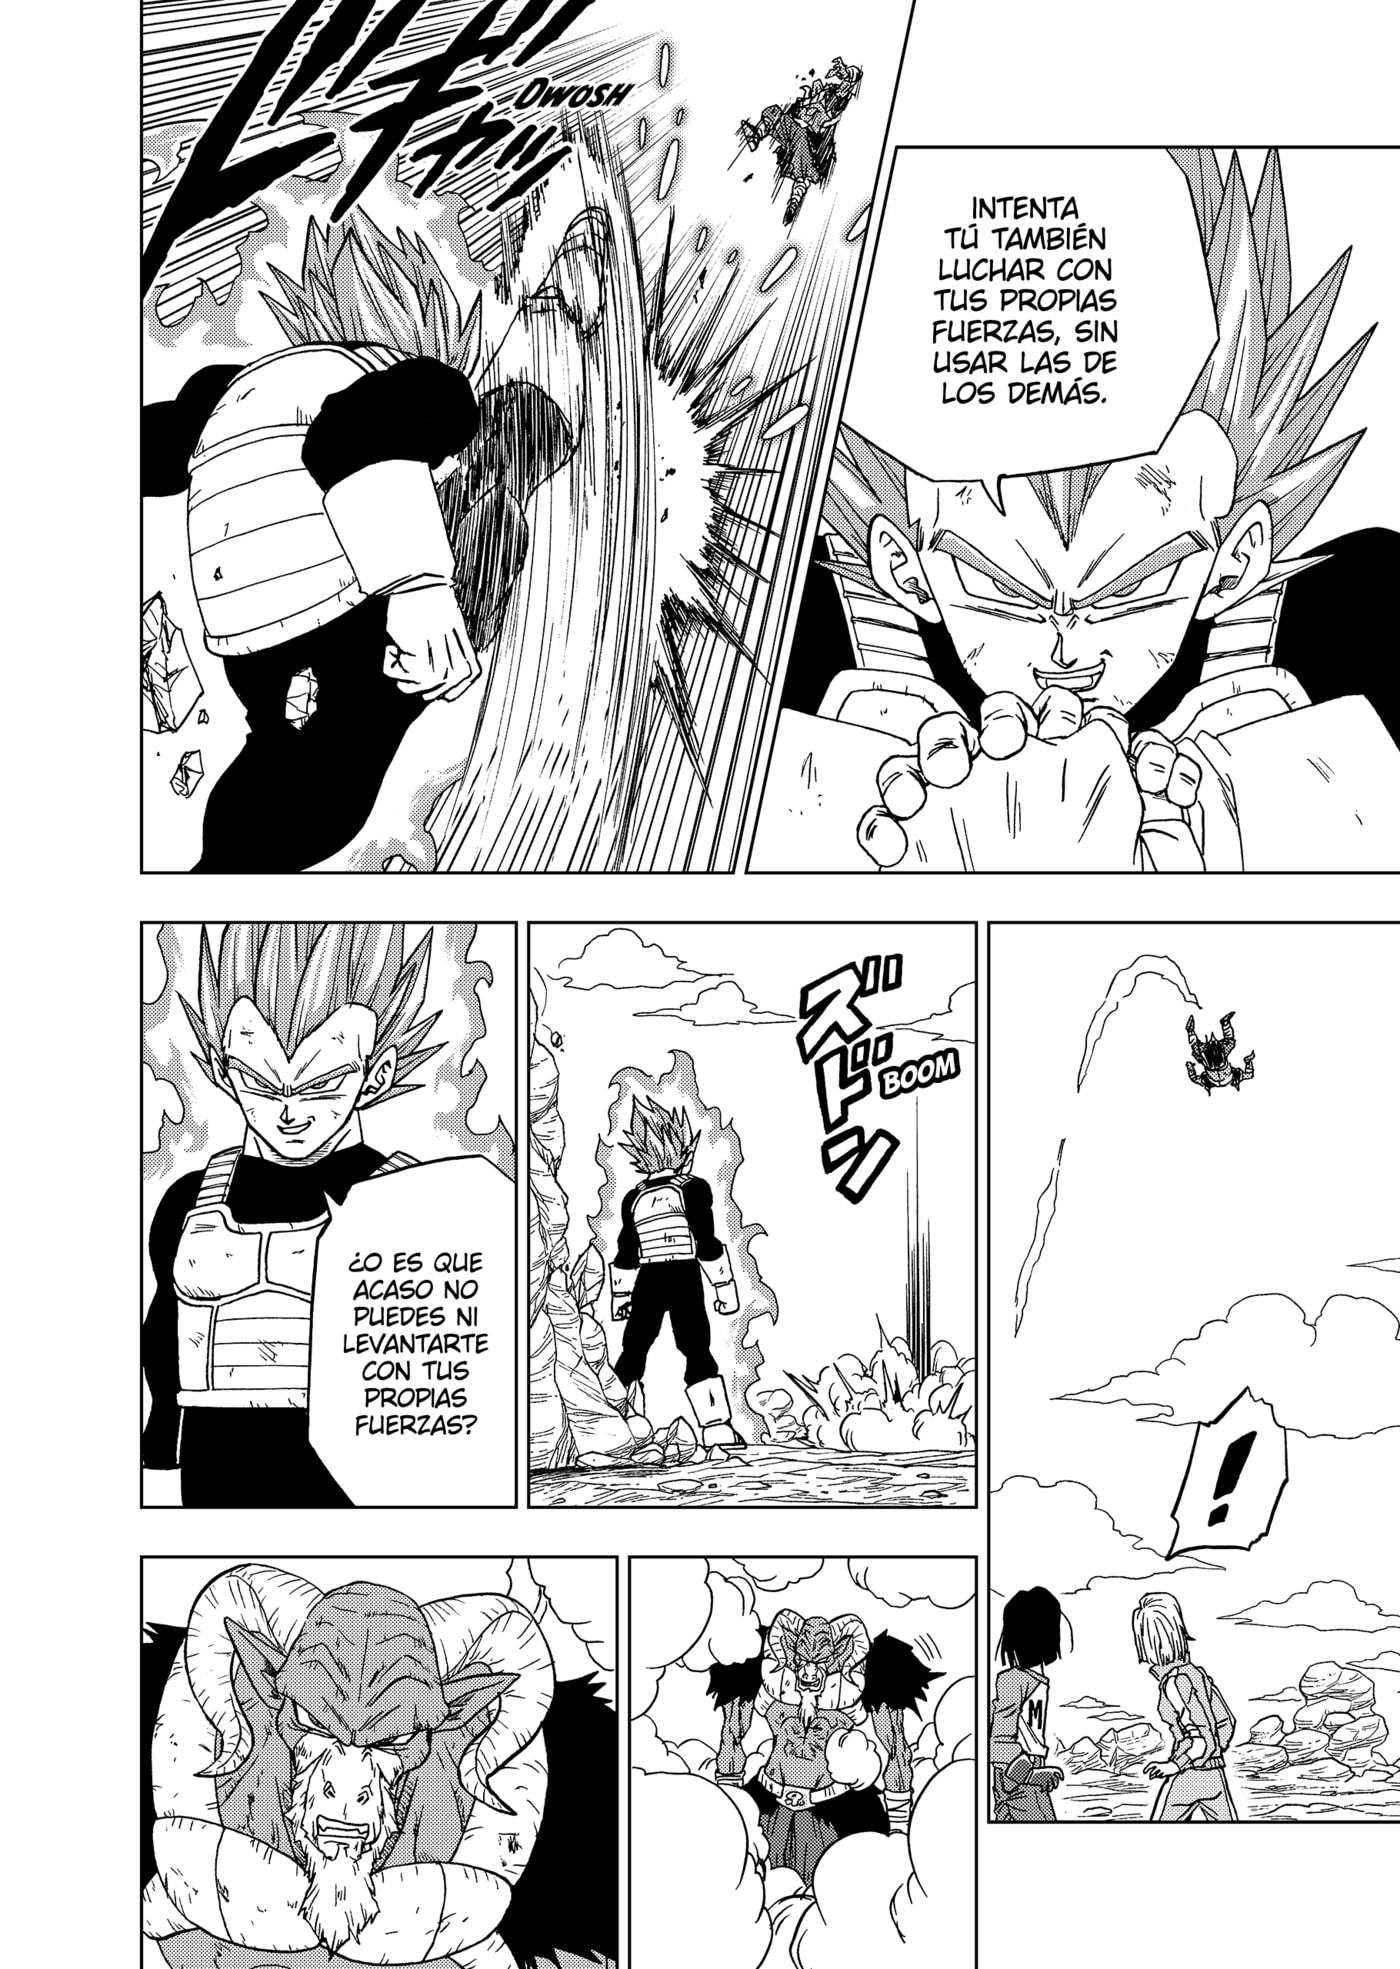 INTENTA
TÚ TAMBIÉN
LUCHAR CON
TUS PROPIAS
FUERZAS, SIN
USAR LAS DE
LOS DEMÁS.
DWOSH
!
M
ズドン
BOOM
¿O ES QUE
ACASO NO
PUEDES NI
LEVANTARTE
CON TUS
PROPIAS
FUERZAS?